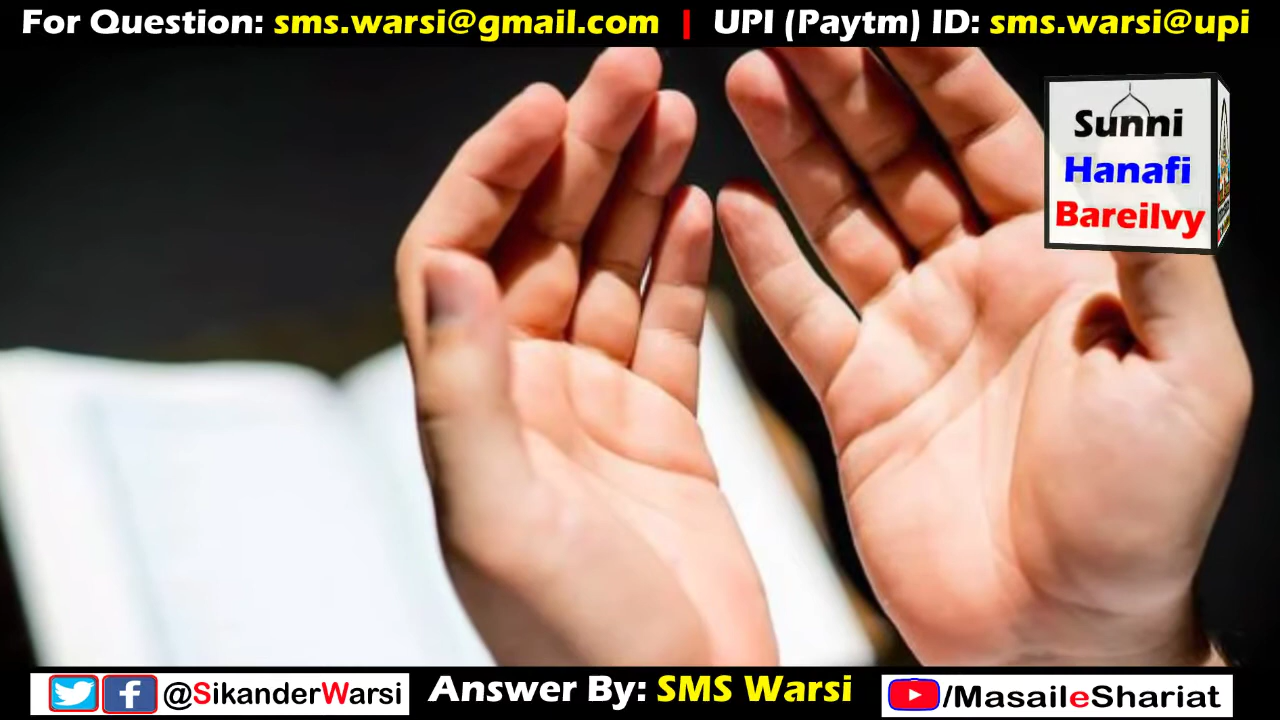 For Question: sms.warsi@gmail.com | UPI (Paytm) ID: sms.warsi@upi
Sunni
Hanafi
Bareilvy
@SikanderWarsi
Answer By: SMS Warsi
/MasaileShariat